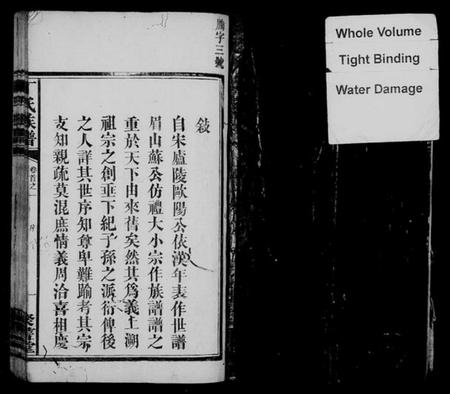 騰字三號
敍
自宋廬陵歐陽公依漢年表作世譜
眉山蘇公仿禮大小宗作族譜譜之
重於天下由來舊矣然其爲義上溯
祖宗之創垂下紀子孫之派衍俾後
之人詳其世序知尊卑難踰考其宗
支知親疏莫混庶情義周洽喜相慶
氏族譜
卷首之一
Whole Volume
Tight Binding
Water Damage